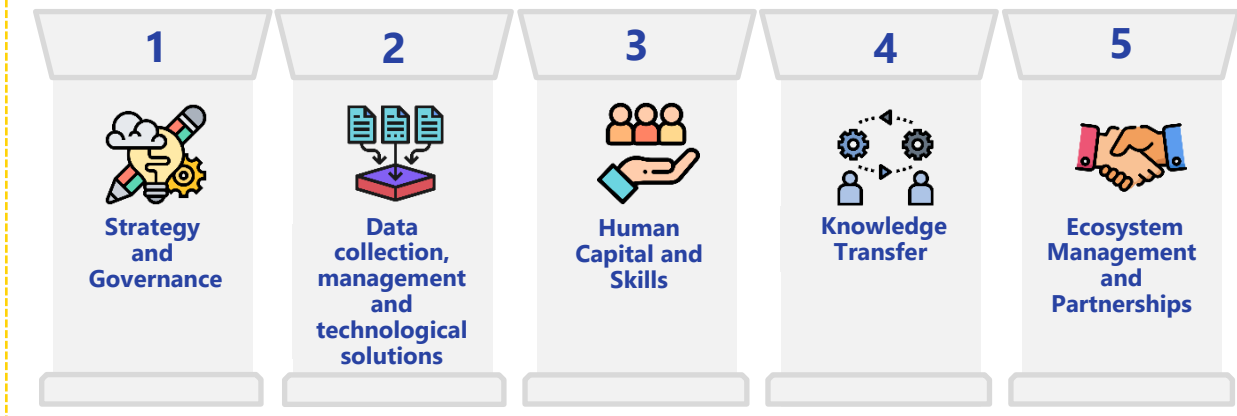 1
Strategy
and
Governance
2
Data
collection,
management
and
technological
solutions
3
Human
Capital and
Skills
4
Knowledge
Transfer
5
Ecosystem
Management
and
Partnerships